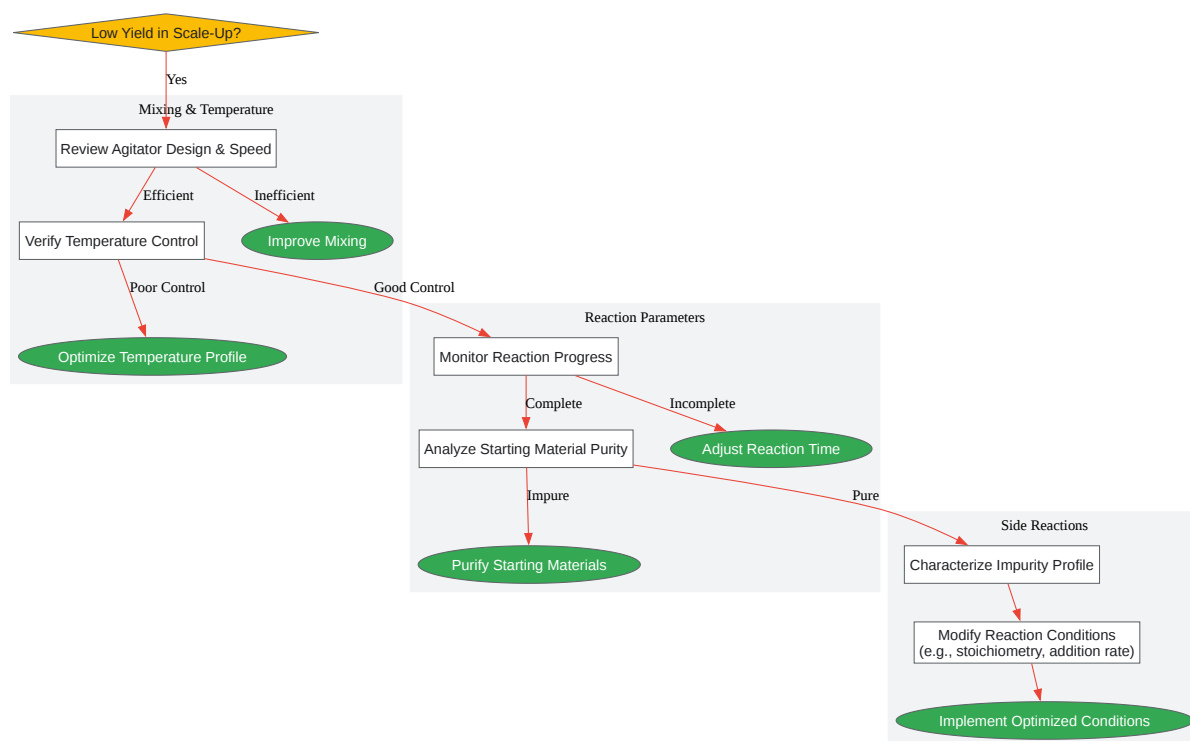 Low Yield in Scale-Up?
Yes
Mixing & Temperature
Review Agitator Design & Speed
Efficient
Inefficient
Verify Temperature Control
Improve Mixing
Poor Control
Good Control
Reaction Parameters
Optimize Temperature Profile
Monitor Reaction Progress
Complete
Incomplete
Analyze Starting Material Purity
Adjust Reaction Time
Impure
Pure
Side Reactions
Purify Starting Materials
Characterize Impurity Profile
Modify Reaction Conditions
(e.g., stoichiometry, addition rate)
Implement Optimized Conditions